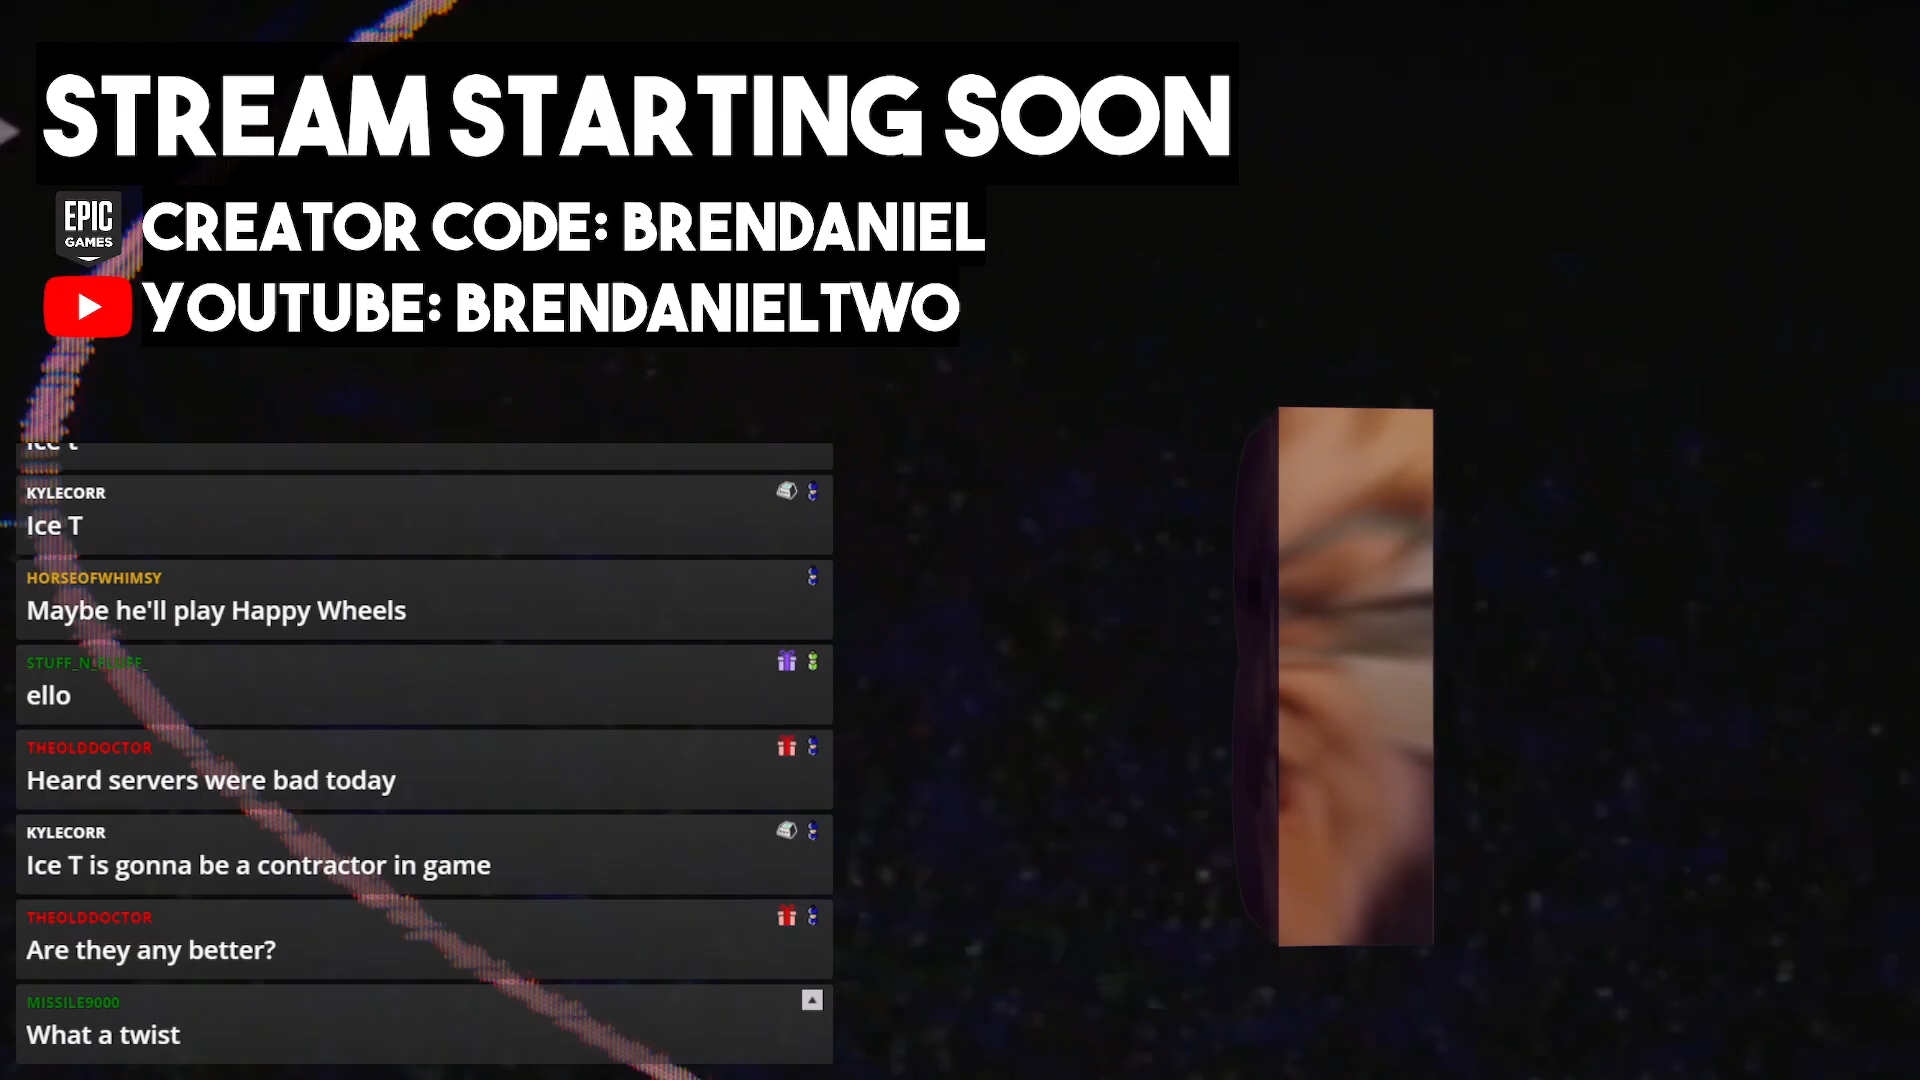 STREAM STARTING SOON
EPIC
GAMES
CREATOR CODE: BRENDANIEL
YOUTUBE: BRENDANIELTWO
Ice t
KYLECORR
Ice T
HORSEOFWHIMSY
Maybe he'll play Happy Wheels
STUFF_N_FLUFF_
ello
THEOLDDOCTOR
Heard servers were bad today
KYLECORR
Ice T is gonna be a contractor in game
THEOLDDOCTOR
Are they any better?
MISSILE9000
What a twist